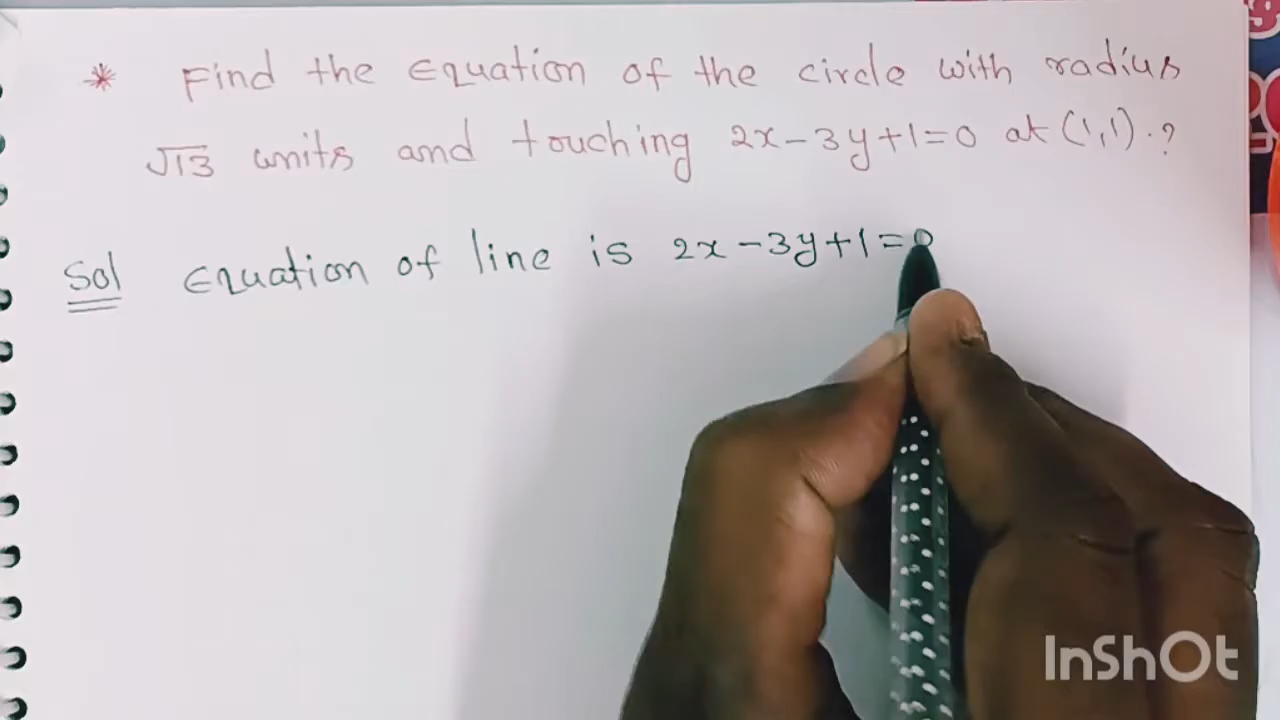 * Find the Equation of the circle with radius
√13 units and touching 2x-3y+1=0 at (1,1).?
Sol Equation of line is 2x-3y+1=0
InShOt